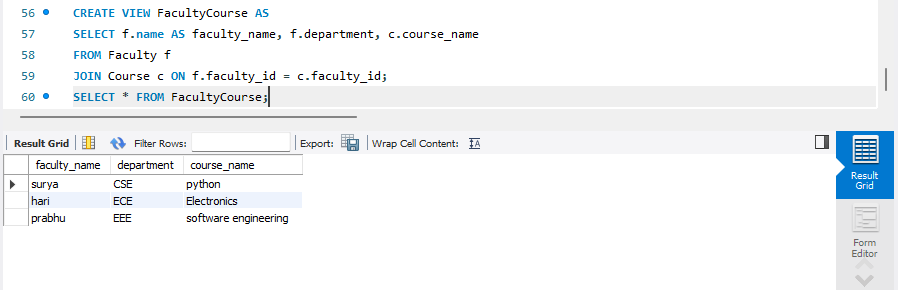 56 CREATE VIEW FacultyCourse AS
57 SELECT f.name AS faculty_name, f.department, c.course_name
58 FROM Faculty f
59 JOIN Course c ON f.faculty_id = c.faculty_id;
60 SELECT * FROM FacultyCourse;
Result Grid Filter Rows: Export: Wrap Cell Content:
faculty_name department course_name
surya CSE python
hari ECE Electronics
prabhu EEE software engineering
Result
Grid
Form
Editor